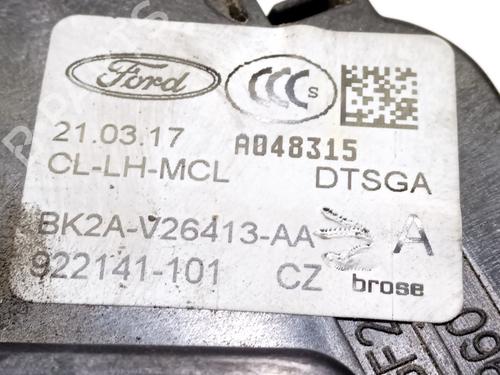 Ford CCC S
21.03.17 A048315
CL-LH-MCL DTSGA
BK2A-V26413-AA A
922141-101 CZ brose